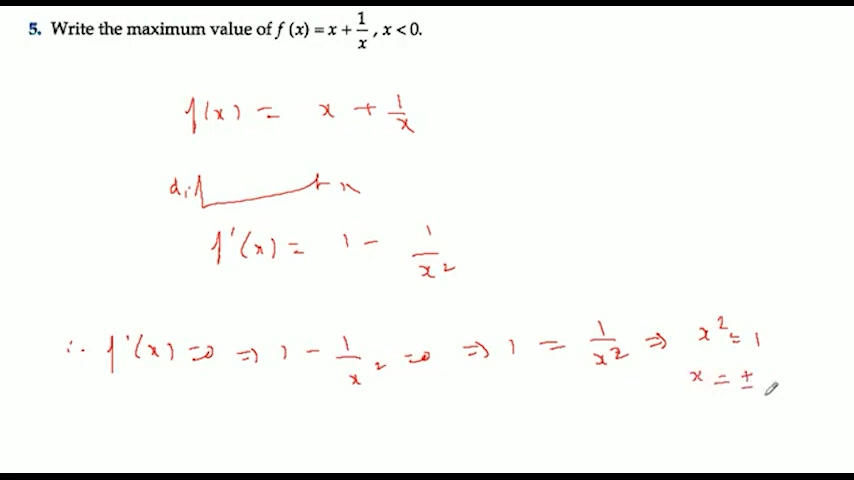 5. Write the maximum value of f (x) = x + 1/x , x < 0.
f(x) = x + 1/x
f'(x) = 1 - 1/x²
∴ f'(x) = 0 ⇒ 1 - 1/x² = 0 ⇒ 1 = 1/x² ⇒ x² = 1
x = ±